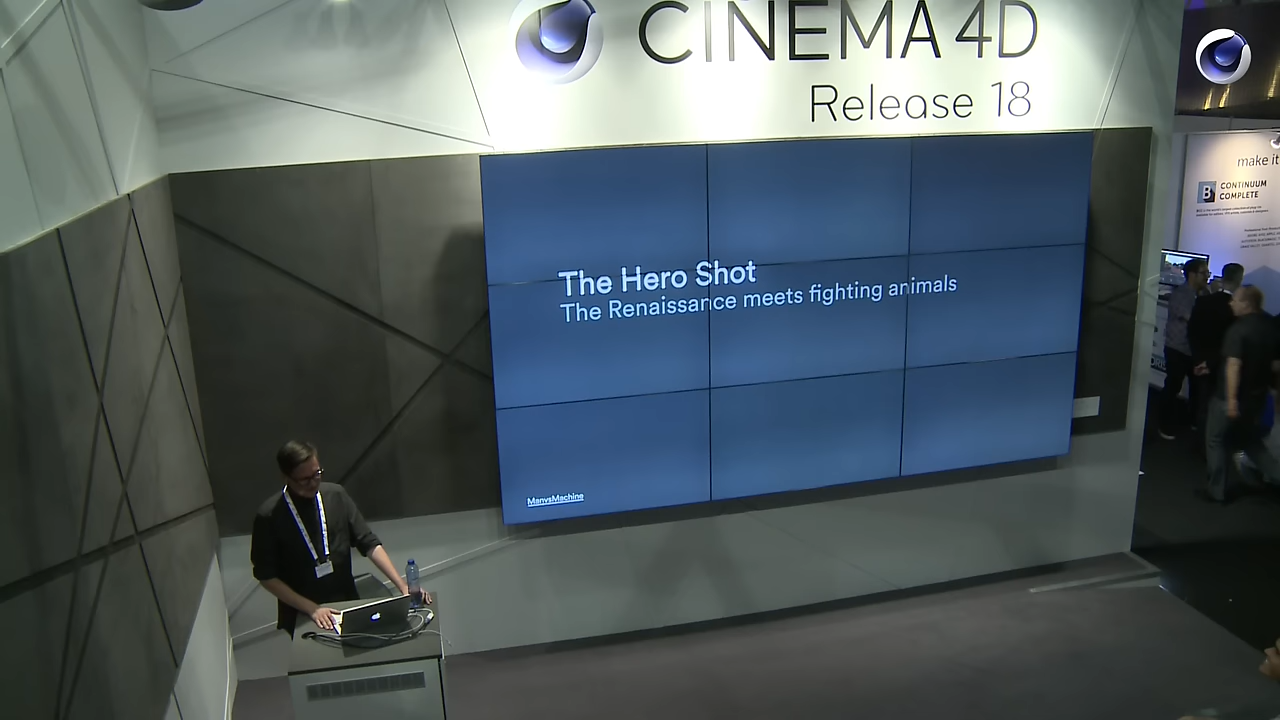 CINEMA 4D
Release 18
make it
CONTINUUM
COMPLETE
The Hero Shot
The Renaissance meets fighting animals
ManvsMachine